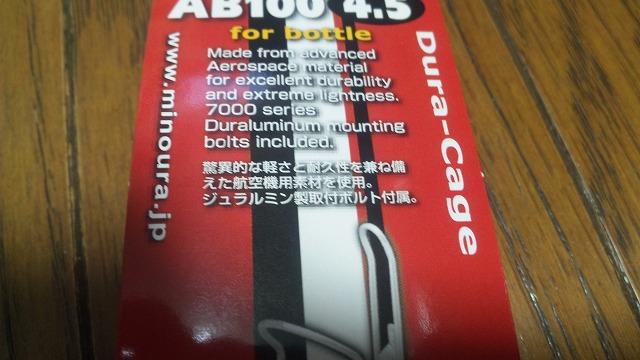 AB100 4.5
for bottle
Made from advanced
Aerospace material
for excellent durability
and extreme lightness.
7000 series
Duraluminum mounting
bolts included.
驚異的な軽さと耐久性を兼ね備
えた航空機用素材を使用。
ジュラルミン製取付ボルト付属。
Dura-Cage
www.minoura.jp